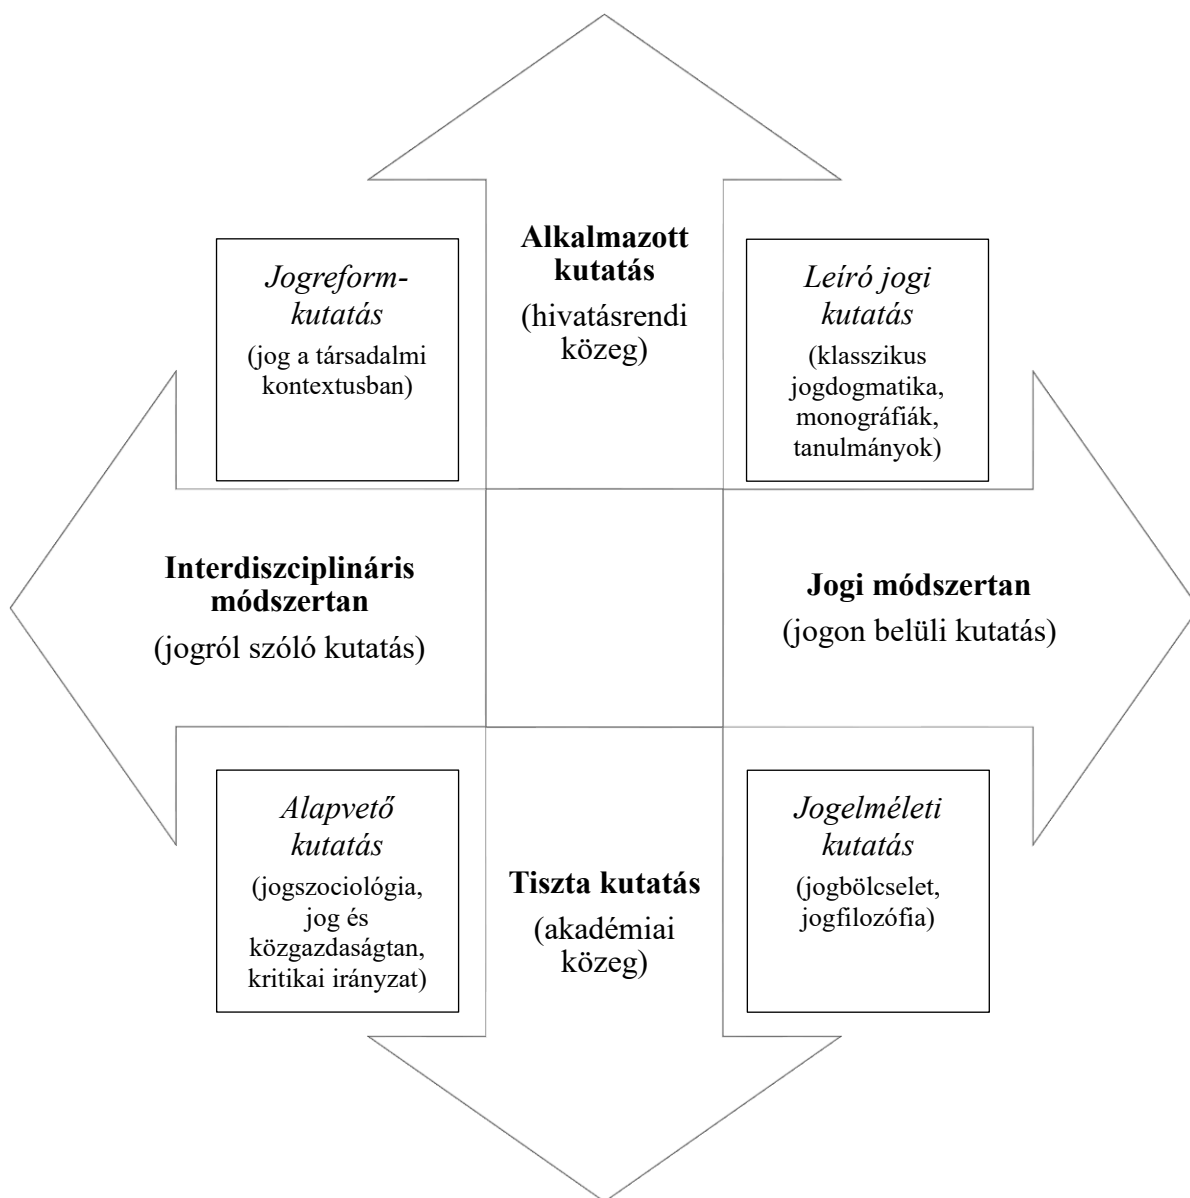 Alkalmazott
kutatás
(hivatásrendi
közeg)
Jogreform-
kutatás
(jog a társadalmi
kontextusban)
Leíró jogi
kutatás
(klasszikus
jogdogmatika,
monográfiák,
tanulmányok)
Interdiszciplináris
módszertan
(jogról szóló kutatás)
Jogi módszertan
(jogon belüli kutatás)
Alapvető
kutatás
(jogszociológia,
jog és
közgazdaságtan,
kritikai irányzat)
Tiszta kutatás
(akadémiai
közeg)
Jogelméleti
kutatás
(jogbölcselet,
jogfilozófia)